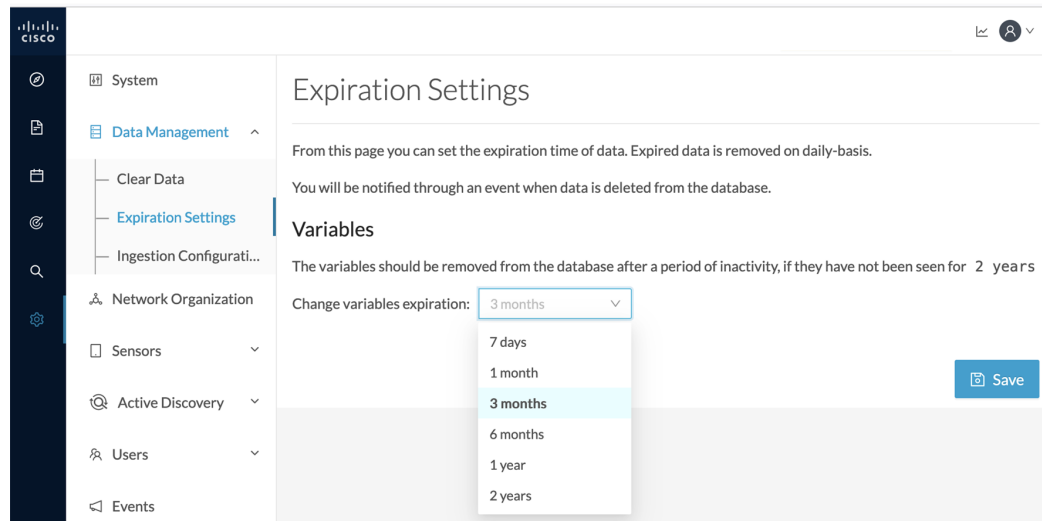 CISCO
System
Data Management
Clear Data
Expiration Settings
Ingestion Configurati...
Network Organization
Sensors
Active Discovery
Users
Events
Expiration Settings
From this page you can set the expiration time of data. Expired data is removed on daily-basis.
You will be notified through an event when data is deleted from the database.
Variables
The variables should be removed from the database after a period of inactivity, if they have not been seen for 2 years
Change variables expiration: 3 months
7 days
1 month
3 months
6 months
1 year
2 years
Save